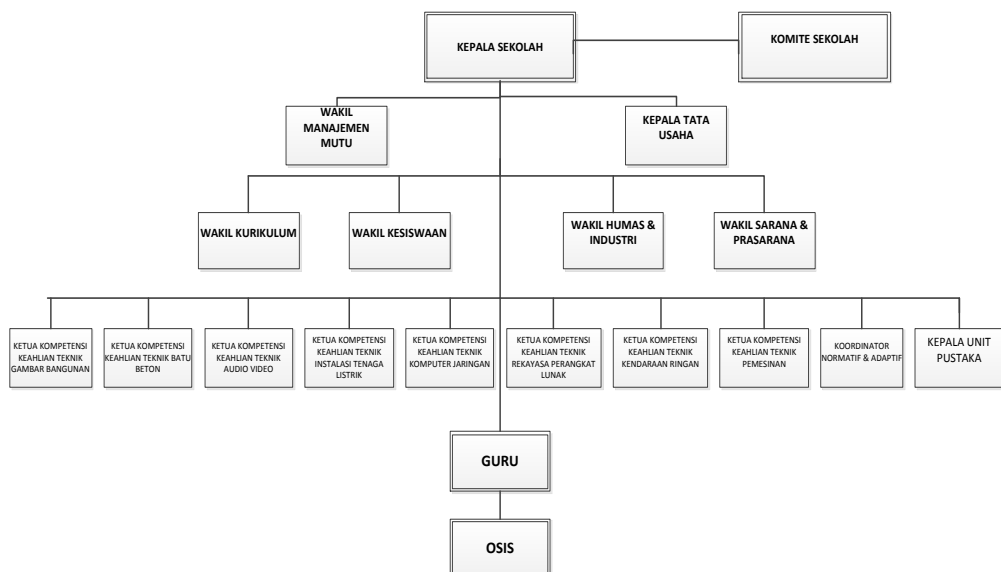 KEPALA SEKOLAH
KOMITE SEKOLAH
WAKIL
MANAJEMEN
MUTU
KEPALA TATA
USAHA
WAKIL KURIKULUM
WAKIL KESISWAAN
WAKIL HUMAS &
INDUSTRI
WAKIL SARANA &
PRASARANA
KETUA KOMPETENSI
KEAHLIAN TEKNIK
GAMBAR BANGUNAN
KETUA KOMPETENSI
KEAHLIAN TEKNIK BATU
BETON
KETUA KOMPETENSI
KEAHLIAN TEKNIK
AUDIO VIDEO
KETUA KOMPETENSI
KEAHLIAN TEKNIK
INSTALASI TENAGA
LISTRIK
KETUA KOMPETENSI
KEAHLIAN TEKNIK
KOMPUTER JARINGAN
KETUA KOMPETENSI
KEAHLIAN TEKNIK
REKAYASA PERANGKAT
LUNAK
KETUA KOMPETENSI
KEAHLIAN TEKNIK
KENDARAAN RINGAN
KETUA KOMPETENSI
KEAHLIAN TEKNIK
PEMESINAN
KOORDINATOR
NORMATIF & ADAPTIF
KEPALA UNIT
PUSTAKA
GURU
OSIS